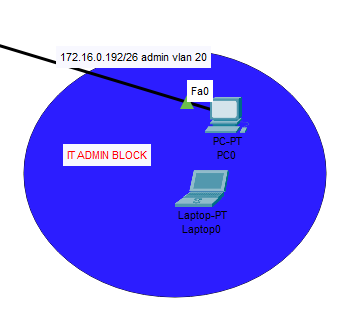 172.16.0.192/26 admin vlan 20
Fa0
PC-PT
PC0
IT ADMIN BLOCK
Laptop-PT
Laptop0